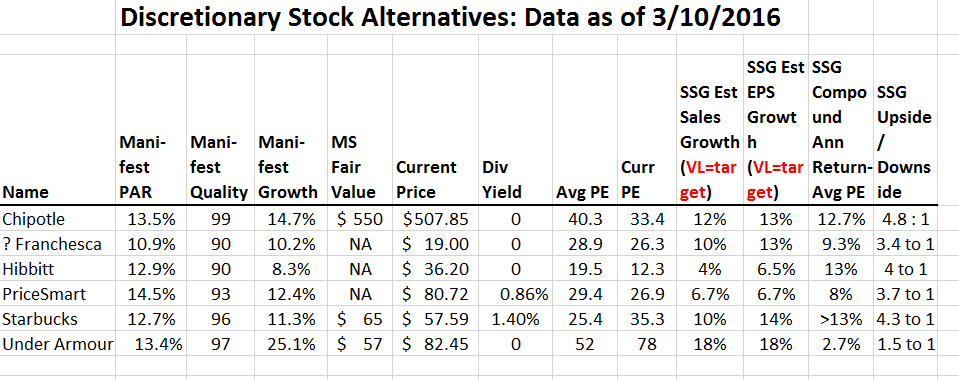 Discretionary Stock Alternatives: Data as of 3/10/2016
Name Mani-fest PAR Mani-fest Quality Mani-fest Growth MS Fair Value Current Price Div Yield Avg PE Curr PE SSG Est Sales Growth (VL=target) SSG Est EPS Growth (VL=target) SSG Compound Ann Return-Avg PE SSG Upside/Downside
Chipotle 13.5% 99 14.7% $ 550 $507.85 0 40.3 33.4 12% 13% 12.7% 4.8 : 1
? Franchesca 10.9% 90 10.2% NA $ 19.00 0 28.9 26.3 10% 13% 9.3% 3.4 to 1
Hibbitt 12.9% 90 8.3% NA $ 36.20 0 19.5 12.3 4% 6.5% 13% 4 to 1
PriceSmart 14.5% 93 12.4% NA $ 80.72 0.86% 29.4 26.9 6.7% 6.7% 8% 3.7 to 1
Starbucks 12.7% 96 11.3% $ 65 $ 57.59 1.40% 25.4 35.3 10% 14% >13% 4.3 to 1
Under Armour 13.4% 97 25.1% $ 57 $ 82.45 0 52 78 18% 18% 2.7% 1.5 to 1